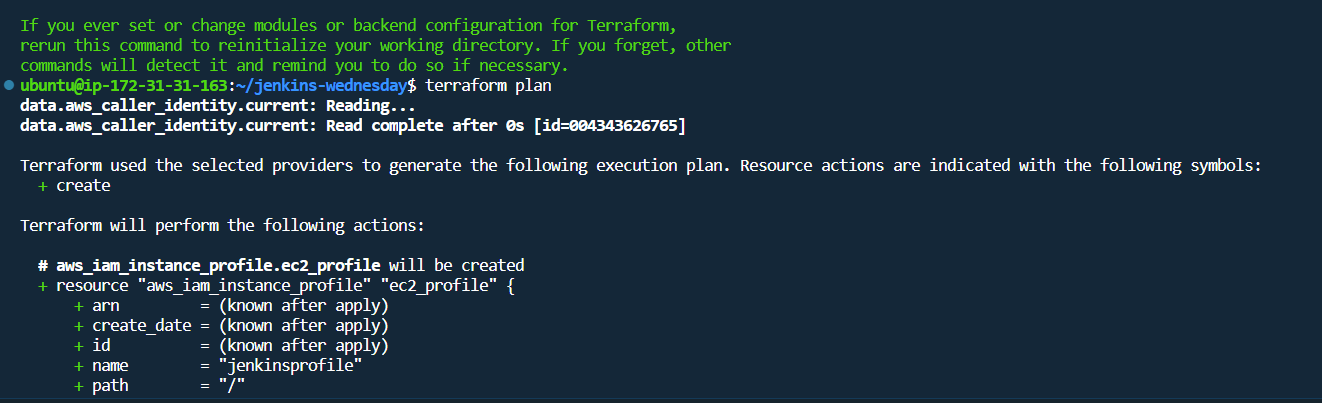 If you ever set or change modules or backend configuration for Terraform,
rerun this command to reinitialize your working directory. If you forget, other
commands will detect it and remind you to do so if necessary.
ubuntu@ip-172-31-31-163:~/jenkins-wednesday$ terraform plan
data.aws_caller_identity.current: Reading...
data.aws_caller_identity.current: Read complete after 0s [id=004343626765]
Terraform used the selected providers to generate the following execution plan. Resource actions are indicated with the following symbols:
+ create
Terraform will perform the following actions:
# aws_iam_instance_profile.ec2_profile will be created
+ resource "aws_iam_instance_profile" "ec2_profile" {
+ arn = (known after apply)
+ create_date = (known after apply)
+ id = (known after apply)
+ name = "jenkinsprofile"
+ path = "/"